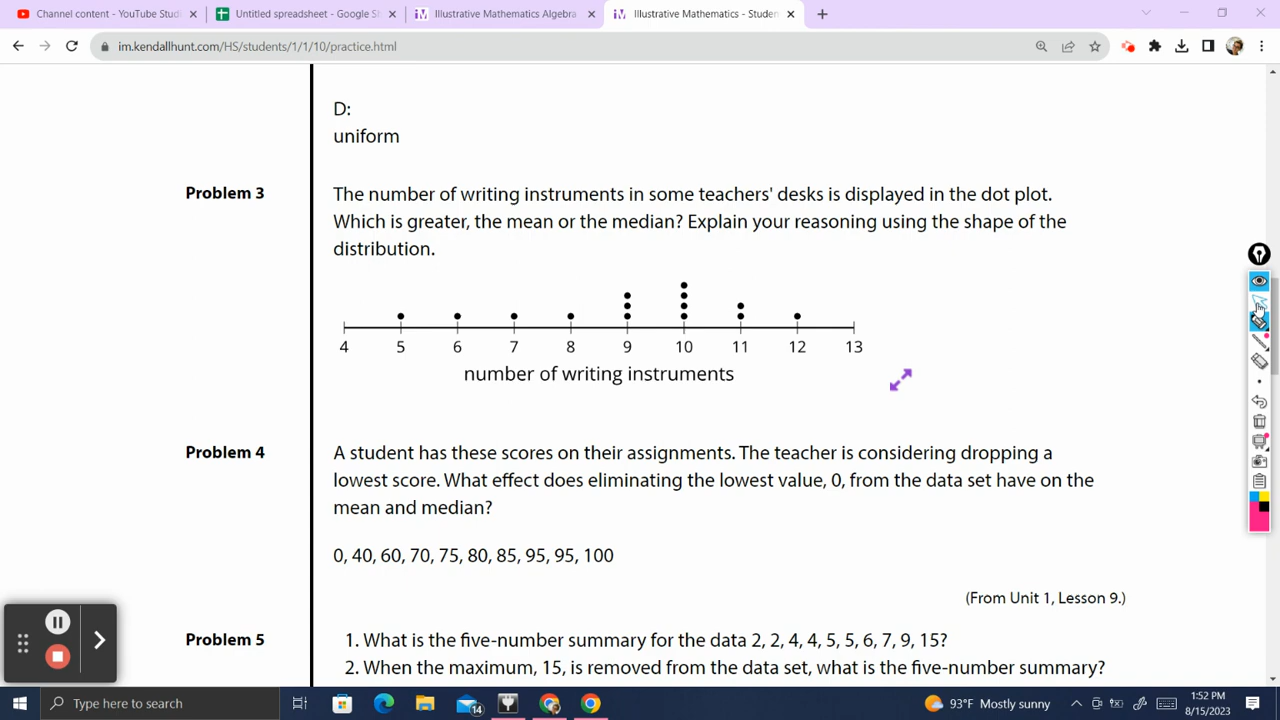 Channel content - YouTube Studi
Untitled spreadsheet - Google Sh
Illustrative Mathematics Algebra
Illustrative Mathematics - Studen
im.kendallhunt.com/HS/students/1/1/10/practice.html
D:
uniform
Problem 3
The number of writing instruments in some teachers' desks is displayed in the dot plot.
Which is greater, the mean or the median? Explain your reasoning using the shape of the
distribution.
4 5 6 7 8 9 10 11 12 13
number of writing instruments
Problem 4
A student has these scores on their assignments. The teacher is considering dropping a
lowest score. What effect does eliminating the lowest value, 0, from the data set have on the
mean and median?
0, 40, 60, 70, 75, 80, 85, 95, 95, 100
(From Unit 1, Lesson 9.)
Problem 5
1. What is the five-number summary for the data 2, 2, 4, 4, 5, 5, 6, 7, 9, 15?
2. When the maximum, 15, is removed from the data set, what is the five-number summary?
Type here to search
14
93°F Mostly sunny
1:52 PM
8/15/2023